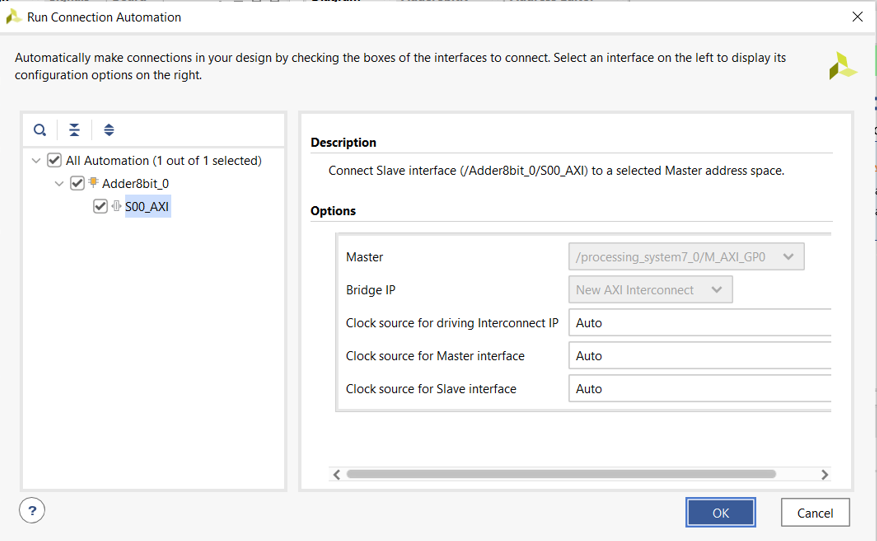 Run Connection Automation
Automatically make connections in your design by checking the boxes of the interfaces to connect. Select an interface on the left to display its
configuration options on the right.
All Automation (1 out of 1 selected)
Adder8bit_0
S00_AXI
Description
Connect Slave interface (/Adder8bit_0/S00_AXI) to a selected Master address space.
Options
Master
/processing_system7_0/M_AXI_GP0
Bridge IP
New AXI Interconnect
Clock source for driving Interconnect IP
Auto
Clock source for Master interface
Auto
Clock source for Slave interface
Auto
?
OK
Cancel